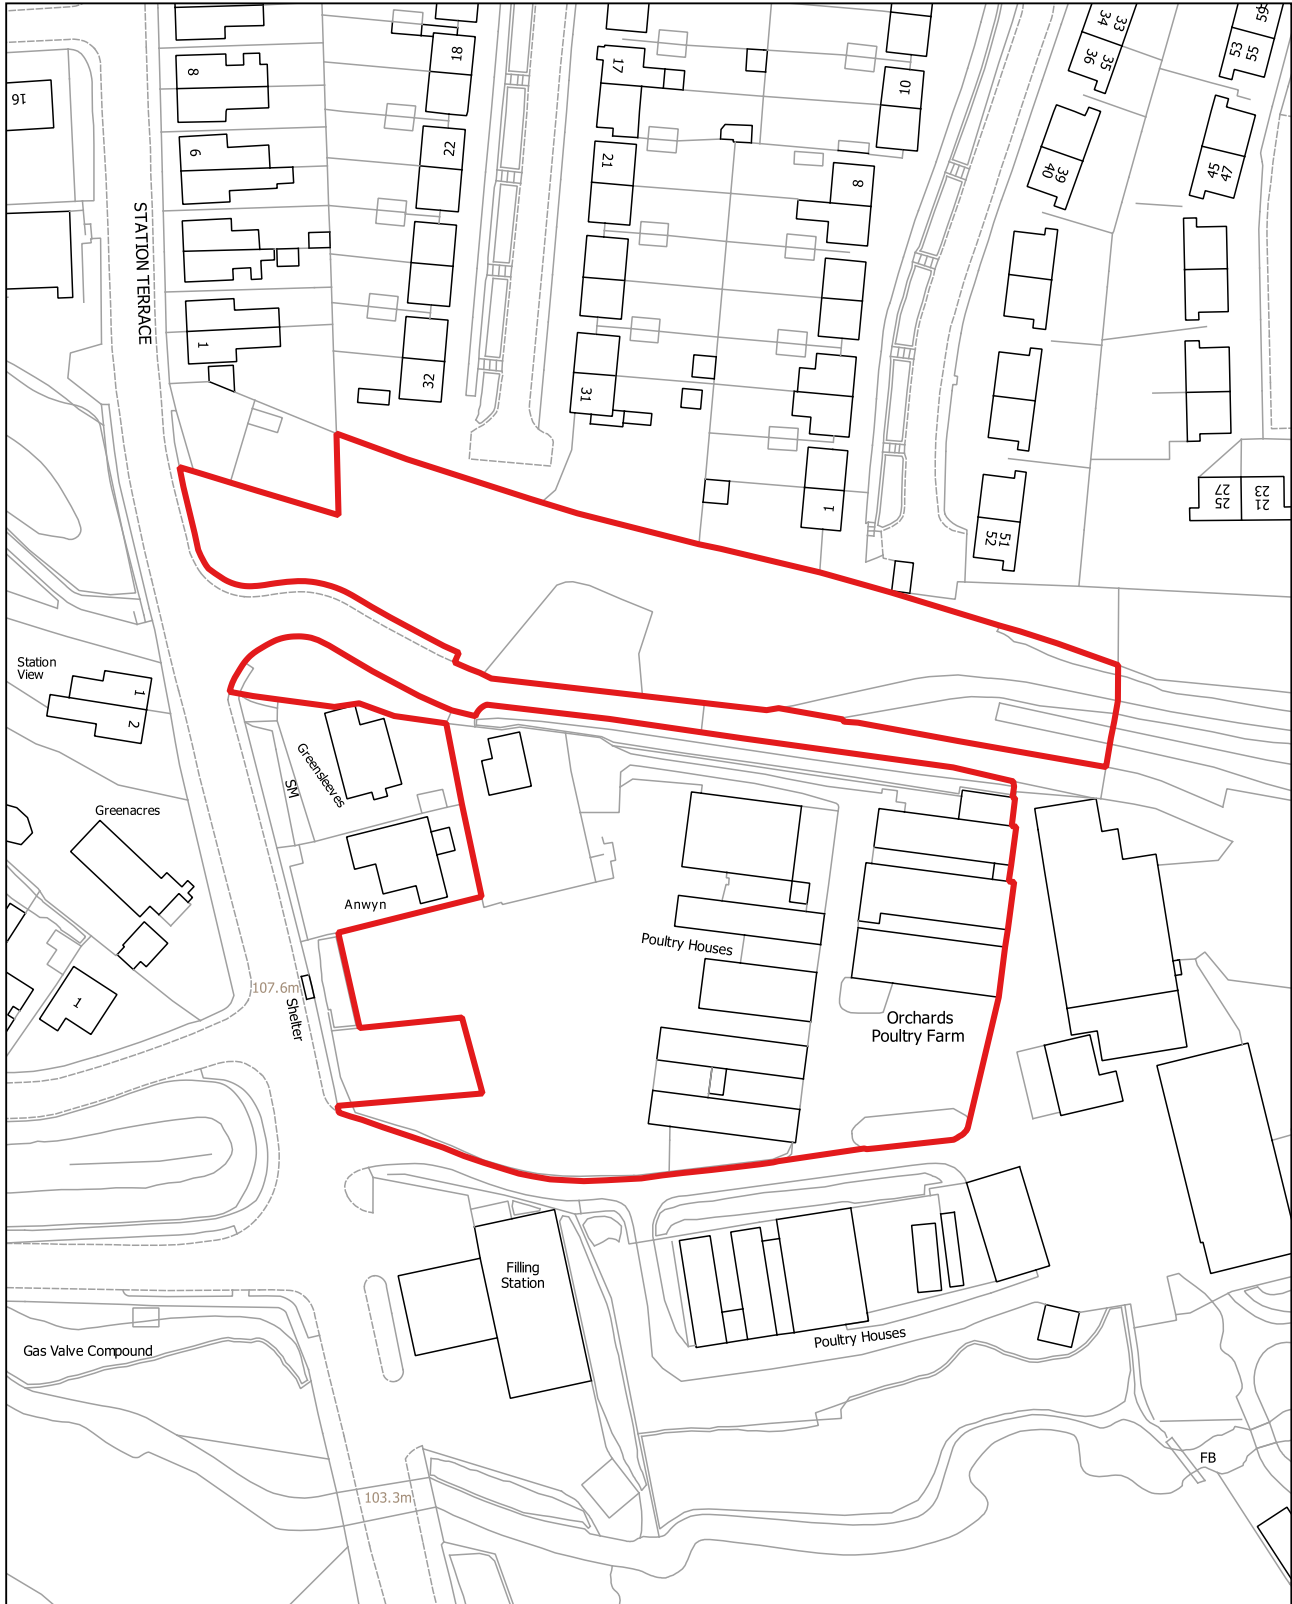 18
33
34
35
36
59
53
55
8
17
10
16
22
6
21
8
39
40
45
47
STATION TERRACE
1
32
31
1
51
52
25
27
21
23
Station
View
1
2
Greensleeves
SM
Greenacres
Anwyn
Poultry Houses
107.6m
Shelter
1
Orchards
Poultry Farm
Filling
Station
Poultry Houses
Gas Valve Compound
FB
103.3m